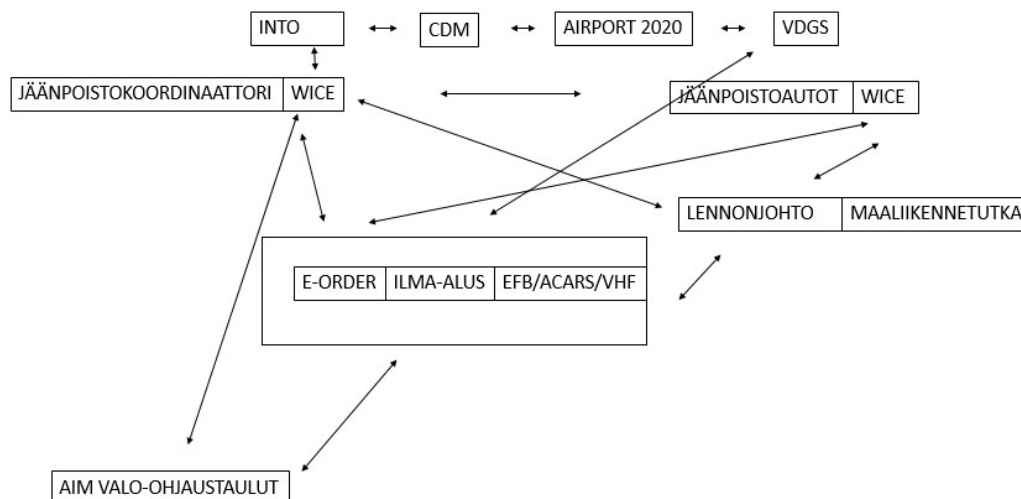 INTO
CDM
AIRPORT 2020
VDGS
JÄÄNPOISTOKOORDINAATTORI
WICE
JÄÄNPOISTOAUTOT
WICE
LENNONJOHTO
MAALIIKENNETUTKA
E-ORDER
ILMA-ALUS
EFB/ACARS/VHF
AIM VALO-OHJAUSTAULUT